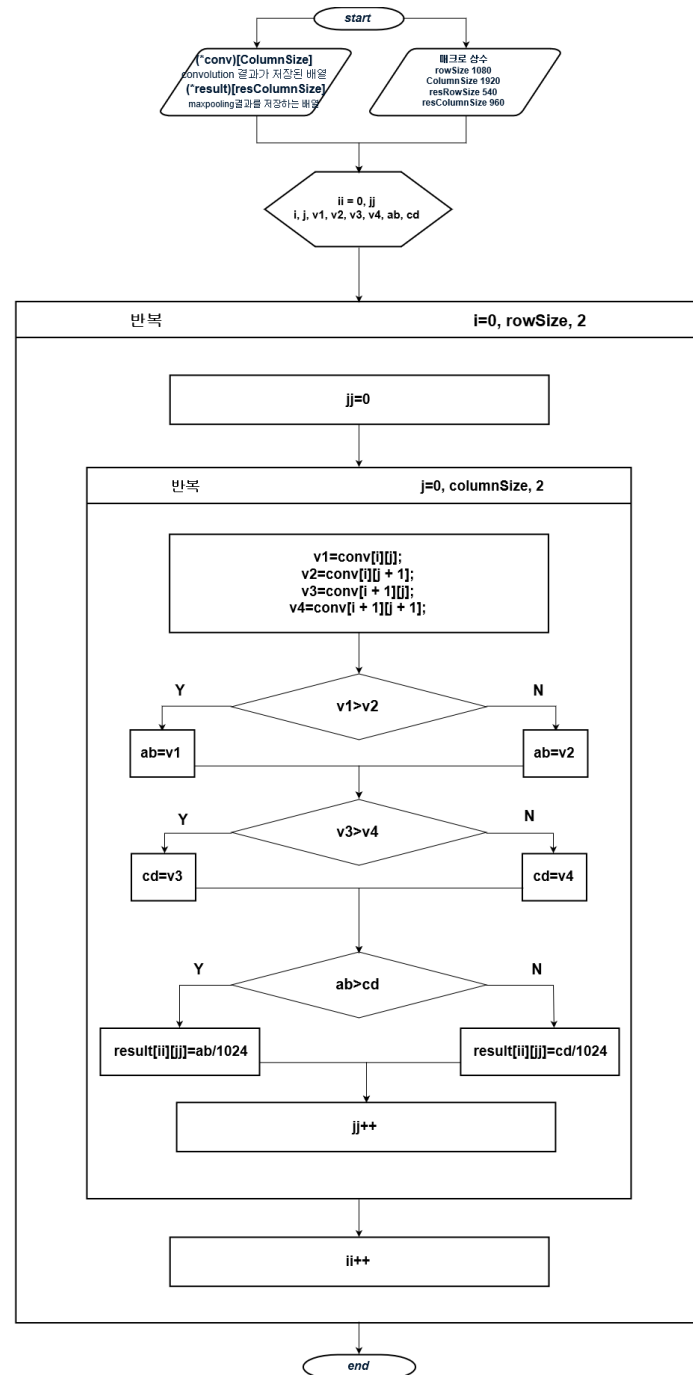 start
(*conv)[ColumnSize]
convolution 결과가 저장된 배열
(*result)[resColumnSize]
maxpooling결과를 저장하는 배열
매크로 상수
rowSize 1080
ColumnSize 1920
resRowSize 540
resColumnSize 960
ii = 0, jj
i, j, v1, v2, v3, v4, ab, cd
반복 i=0, rowSize, 2
jj=0
반복 j=0, columnSize, 2
v1=conv[i][j];
v2=conv[i][j + 1];
v3=conv[i + 1][j];
v4=conv[i + 1][j + 1];
Y
v1>v2
N
ab=v1
ab=v2
Y
v3>v4
N
cd=v3
cd=v4
Y
ab>cd
N
result[ii][jj]=ab/1024
result[ii][jj]=cd/1024
jj++
ii++
end